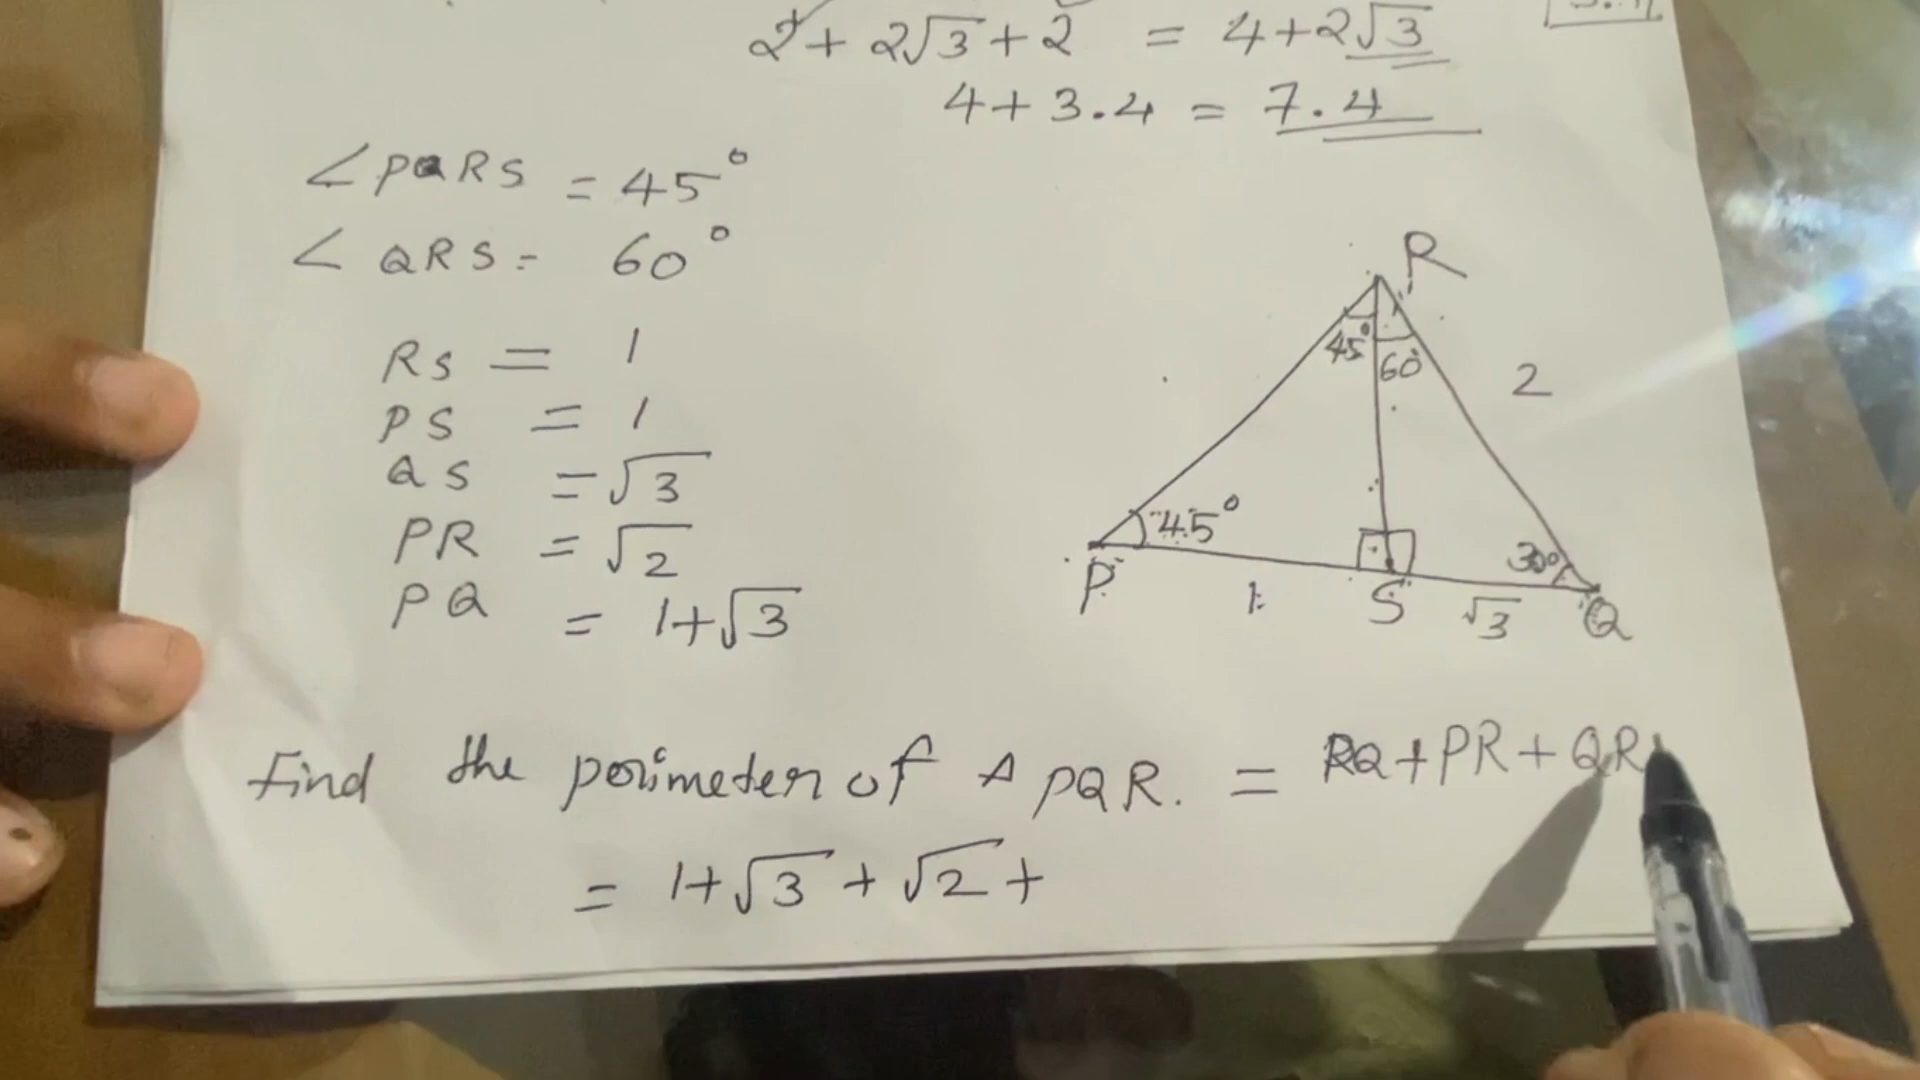 2+ 2√3+2 = 4+2√3
4+3.4 = 7.4
∠PRS = 45°
∠QRS= 60°
RS = 1
PS = 1
QS =√3
PR =√2
PQ = 1+√3
R
45°
60°
2
45°
30°
P
1
S
√3
Q
Find the perimeter of Δ PQR. = PQ+PR+QR
= 1+√3+√2+